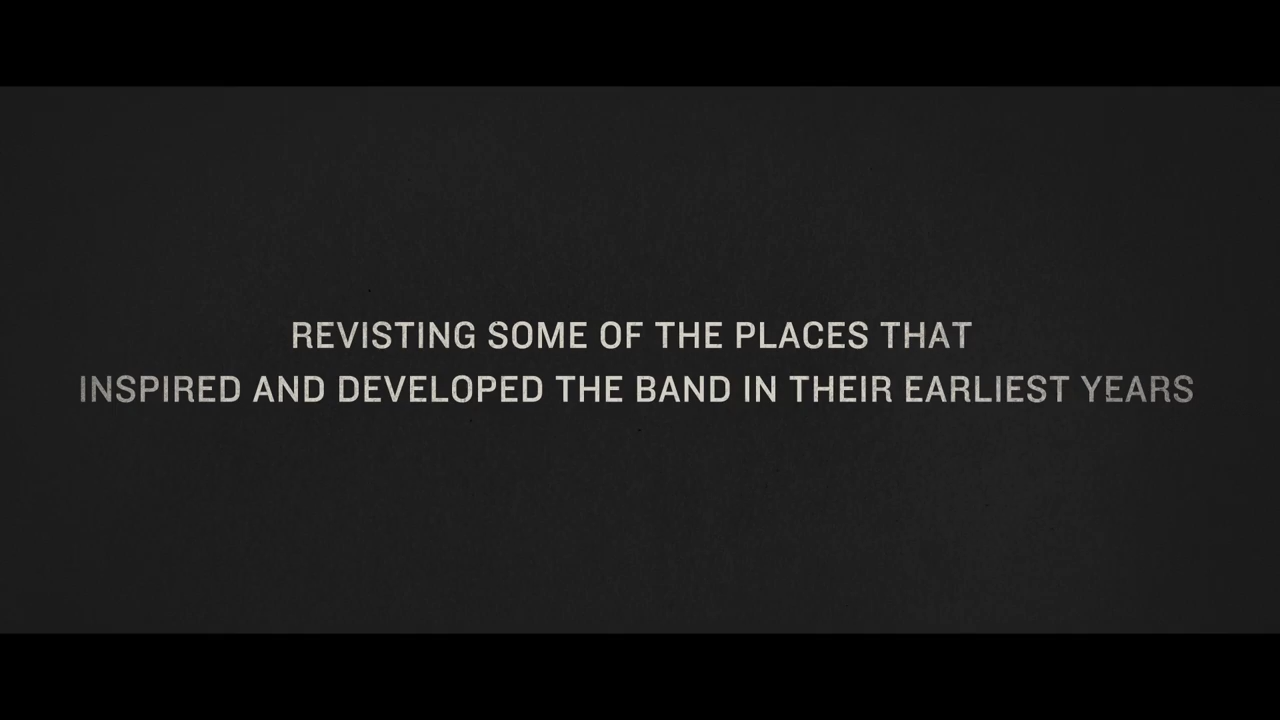 REVISTING SOME OF THE PLACES THAT
INSPIRED AND DEVELOPED THE BAND IN THEIR EARLIEST YEARS